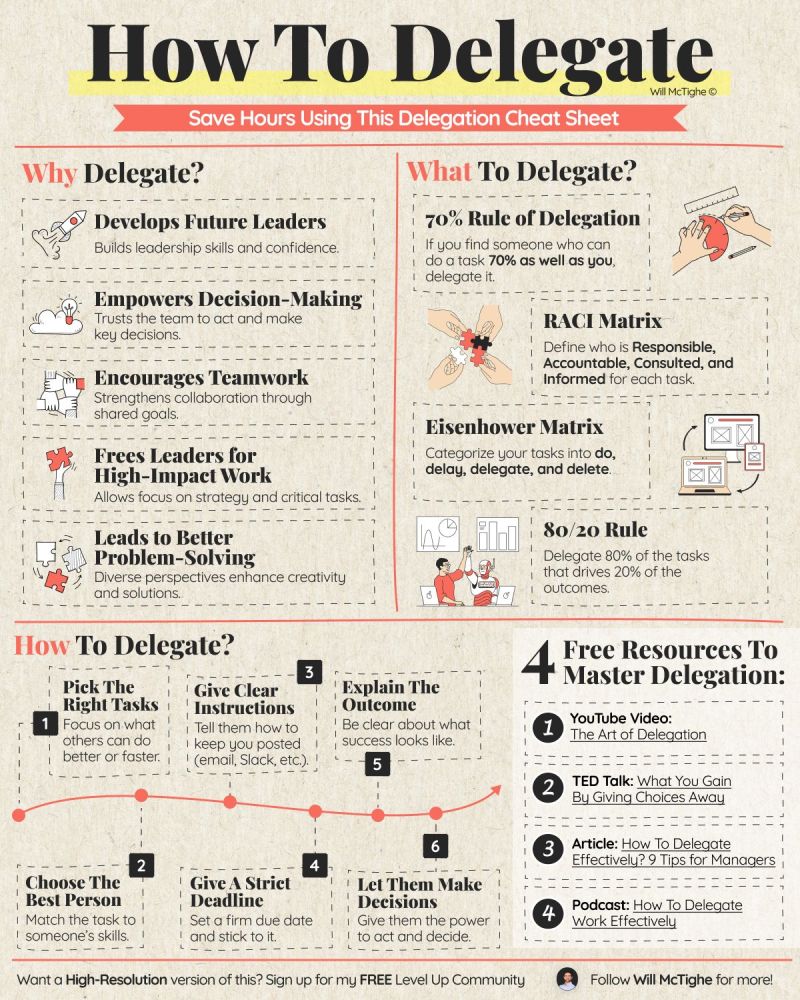 How To Delegate
Will McTighe ©
Save Hours Using This Delegation Cheat Sheet
Why Delegate?
Develops Future Leaders
Builds leadership skills and confidence.
Empowers Decision-Making
Trusts the team to act and make
key decisions.
Encourages Teamwork
Strengthens collaboration through
shared goals.
Frees Leaders for
High-Impact Work
Allows focus on strategy and critical tasks.
Leads to Better
Problem-Solving
Diverse perspectives enhance creativity
and solutions.
What To Delegate?
70% Rule of Delegation
If you find someone who can
do a task 70% as well as you,
delegate it.
RACI Matrix
Define who is Responsible,
Accountable, Consulted, and
Informed for each task.
Eisenhower Matrix
Categorize your tasks into do,
delay, delegate, and delete.
80/20 Rule
Delegate 80% of the tasks
that drives 20% of the
outcomes.
How To Delegate?
1
Pick The
Right Tasks
Focus on what
others can do
better or faster.
2
Choose The
Best Person
Match the task to
someone's skills.
3
Give Clear
Instructions
Tell them how to
keep you posted
(email, Slack, etc.).
4
Give A Strict
Deadline
Set a firm due date
and stick to it.
Explain The
Outcome
Be clear about what
success looks like.
5
6
Let Them Make
Decisions
Give them the power
to act and decide.
4 Free Resources To
Master Delegation:
1 YouTube Video:
The Art of Delegation
2 TED Talk: What You Gain
By Giving Choices Away
3 Article: How To Delegate
Effectively? 9 Tips for Managers
4 Podcast: How To Delegate
Work Effectively
Want a High-Resolution version of this? Sign up for my FREE Level Up Community
Follow Will McTighe for more!